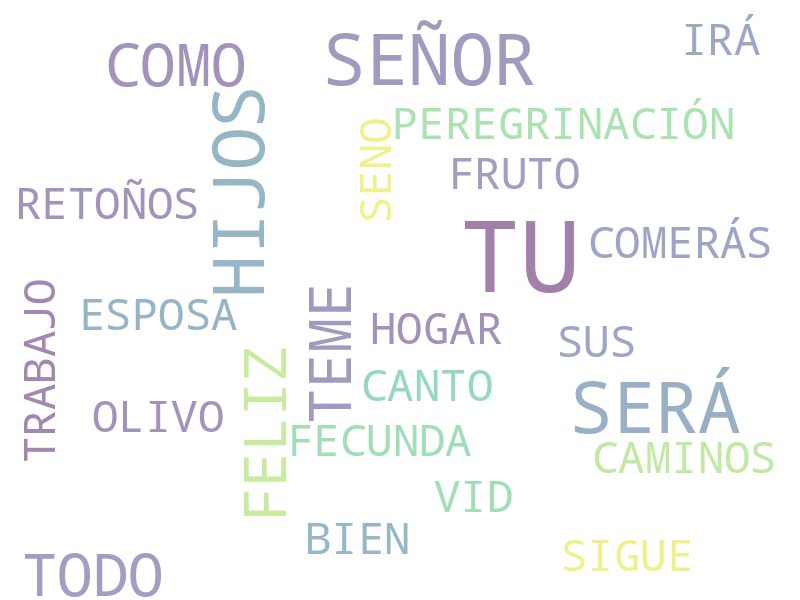 IRÁ
COMO
SEÑOR
PEREGRINACIÓN
HIJOS
SENO
FRUTO
RETOÑOS
TU
COMERÁS
ESPOSA
TEME
HOGAR
SUS
TRABAJO
CANTO
OLIVO
FELIZ
SERÁ
FECUNDA
CAMINOS
VID
BIEN
SIGUE
TODO